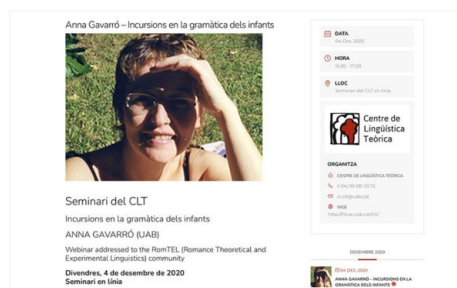 Anna Gavarró – Incursions en la gramàtica dels infants
Seminari del CLT
Incursions en la gramàtica dels infants
ANNA GAVARRÓ (UAB)
Webinar addressed to the RomTEL (Romance Theoretical and
Experimental Linguistics) community
Divendres, 4 de desembre de 2020
Seminari en línia
DATA
04 Des, 2020
HORA
LLOC
Seminari del CLT en línia
Centre de
Lingüística
Teòrica
ORGANITZA
CENTRE DE LINGÜÍSTICA TEÒRICA
WEB
DESEMBRE 2020
04 DES, 2020
ANNA GAVARRÓ – INCURSIONS EN LA
GRAMÀTICA DELS INFANTS